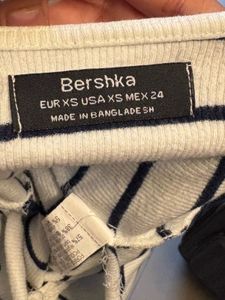 Bershka
EUR XS USA XS MEX 24
MADE IN BANGLADESH